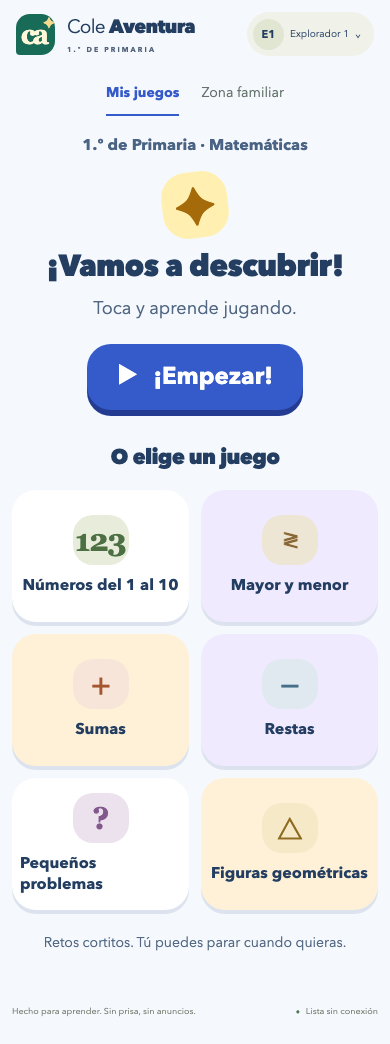 ca
Cole Aventura
1.º DE PRIMARIA
E1 Explorador 1
Mis juegos Zona familiar
1.º de Primaria · Matemáticas
¡Vamos a descubrir!
Toca y aprende jugando.
¡Empezar!
O elige un juego
123
Números del 1 al 10
≷
Mayor y menor
+
Sumas
−
Restas
?
Pequeños
problemas
△
Figuras geométricas
Retos cortitos. Tú puedes parar cuando quieras.
Hecho para aprender. Sin prisa, sin anuncios.
• Lista sin conexión